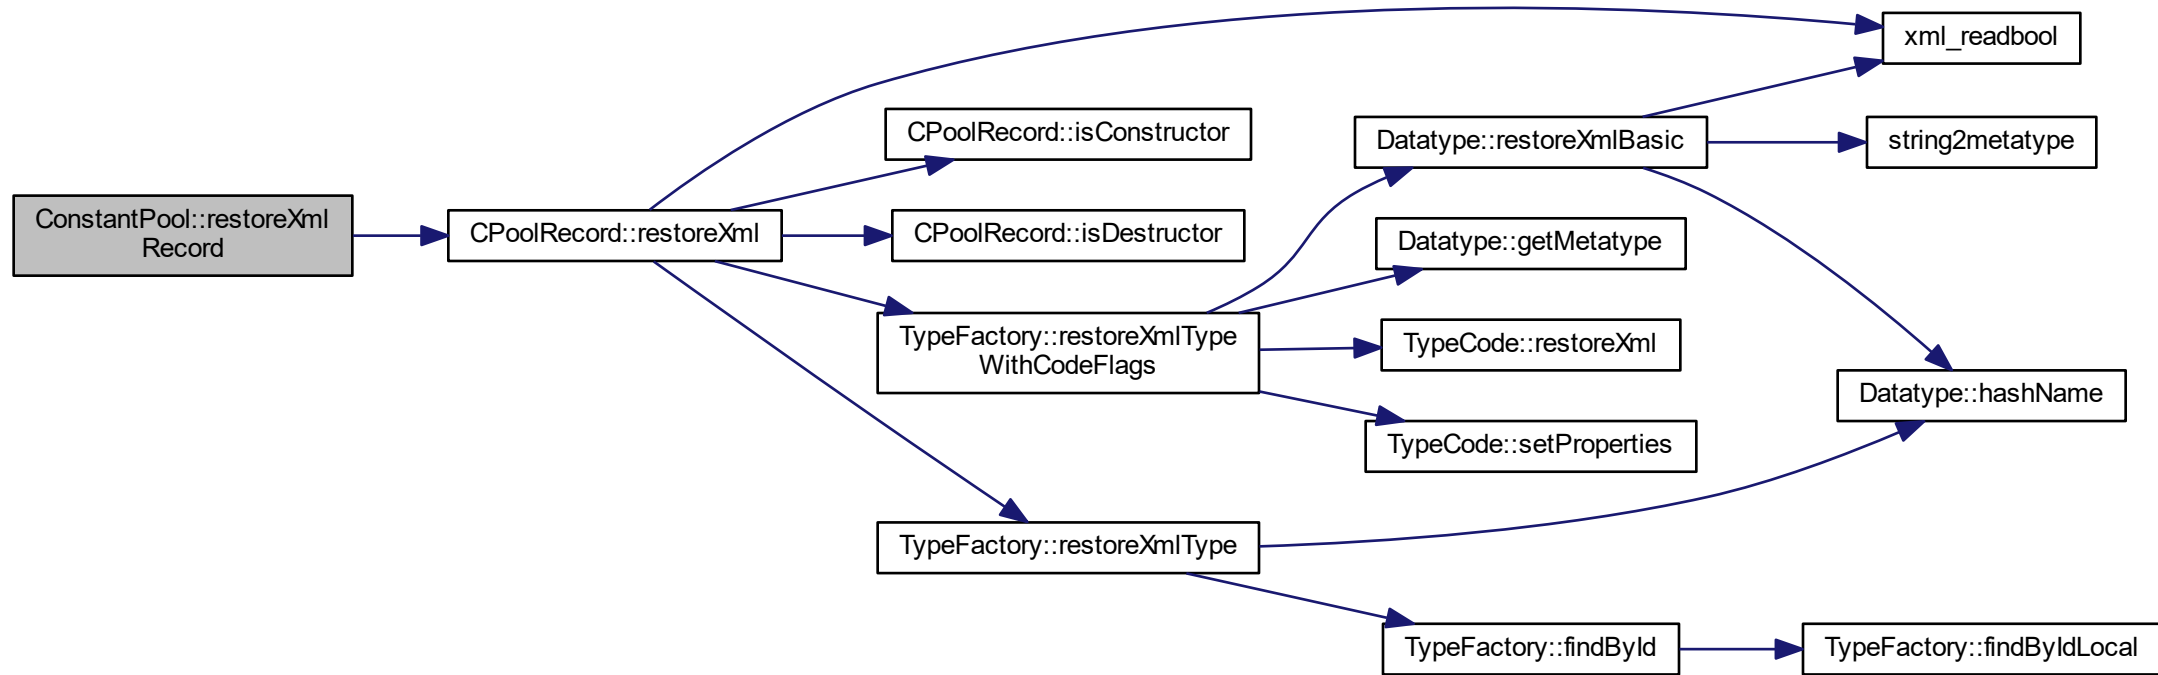 ConstantPool::restoreXml
Record
CPoolRecord::restoreXml
xml_readbool
CPoolRecord::isConstructor
CPoolRecord::isDestructor
TypeFactory::restoreXmlType
WithCodeFlags
TypeFactory::restoreXmlType
Datatype::restoreXmlBasic
Datatype::getMetatype
TypeCode::restoreXml
TypeCode::setProperties
TypeFactory::findById
string2metatype
Datatype::hashName
TypeFactory::findByIdLocal